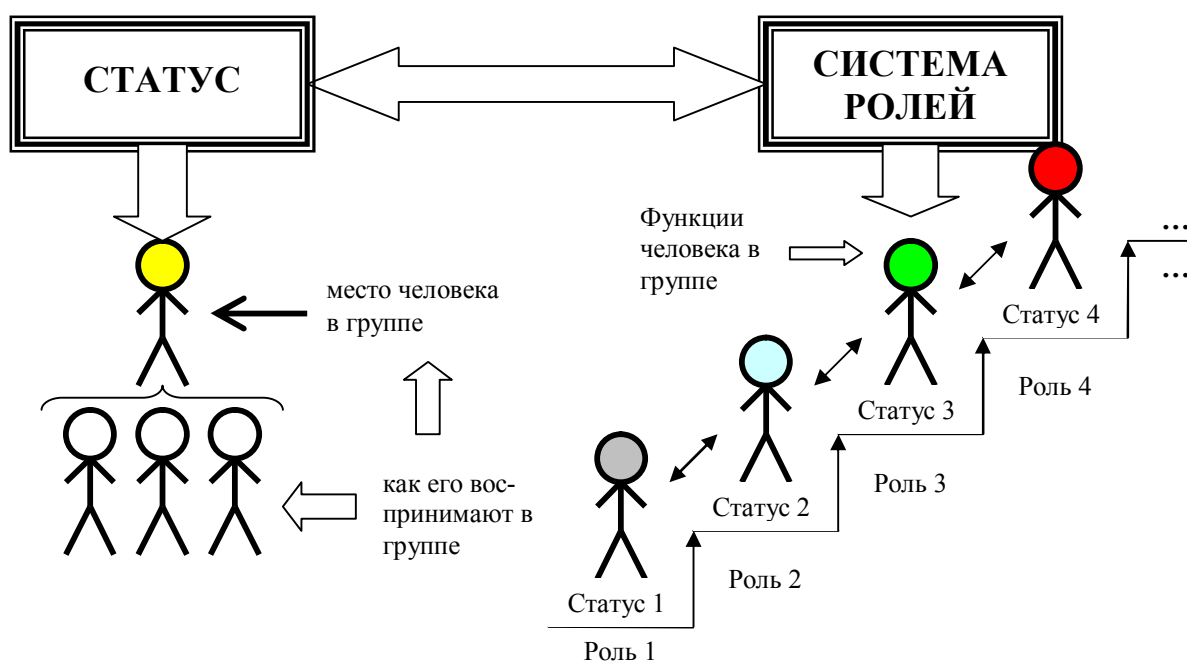 СТАТУС
СИСТЕМА
РОЛЕЙ
место человека
в группе
как его вос-
принимают в
группе
Функции
человека в
группе
...
...
Статус 4
Роль 4
Статус 3
Роль 3
Статус 2
Роль 2
Статус 1
Роль 1